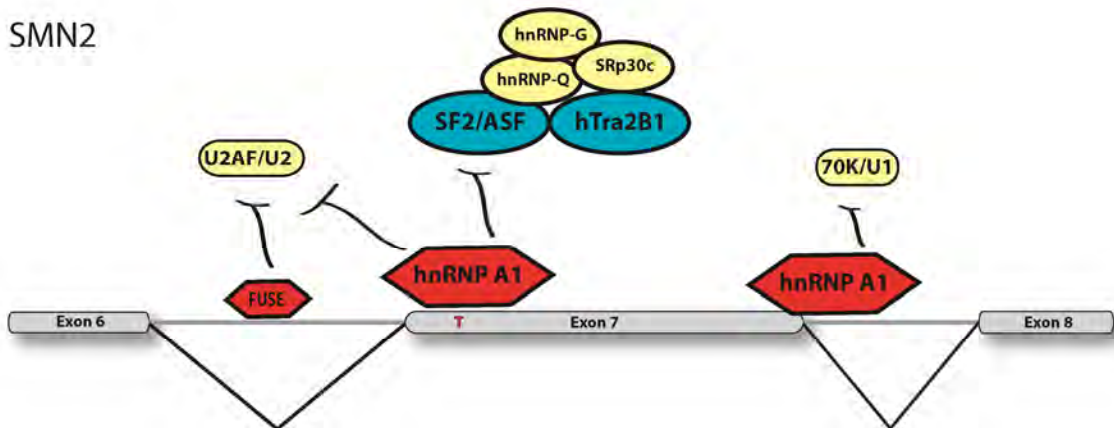 SMN2
hnRNP-G
SRp30c
hnRNP-Q
SF2/ASF
hTra2B1
U2AF/U2
70K/U1
hnRNP A1
hnRNP A1
FUSE
Exon 6
T
Exon 7
Exon 8